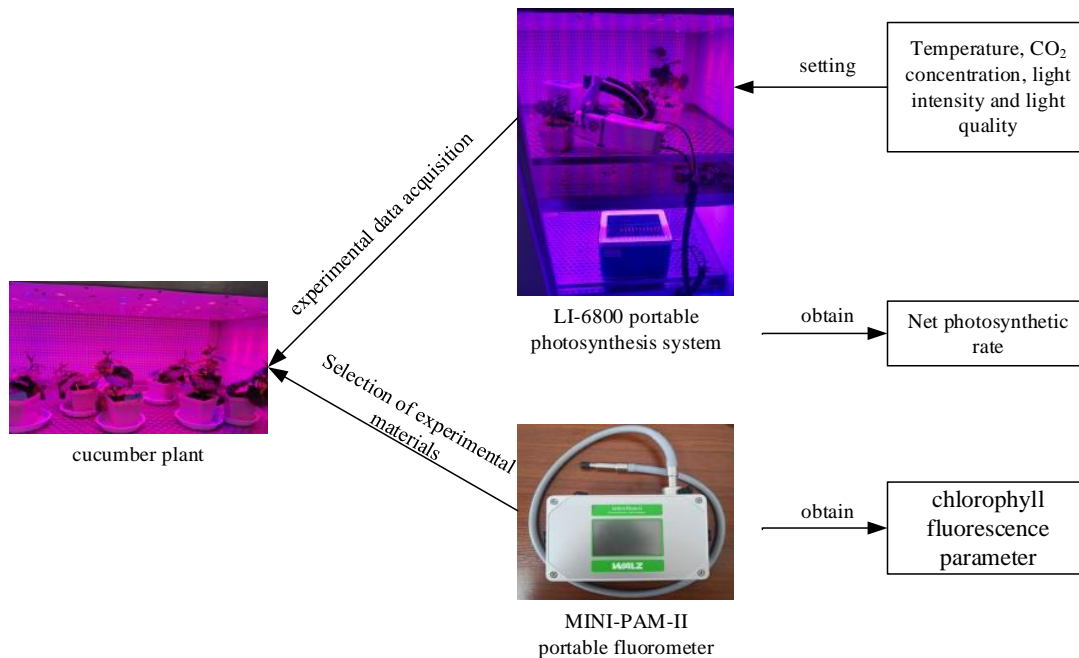 Temperature, CO₂
concentration, light
intensity and light
quality
setting
experimental data acquisition
LI-6800 portable
photosynthesis system
obtain
Net photosynthetic
rate
Selection of experimental
materials
cucumber plant
WALZ
MINI-PAM-II
portable fluorometer
obtain
chlorophyll
fluorescence
parameter